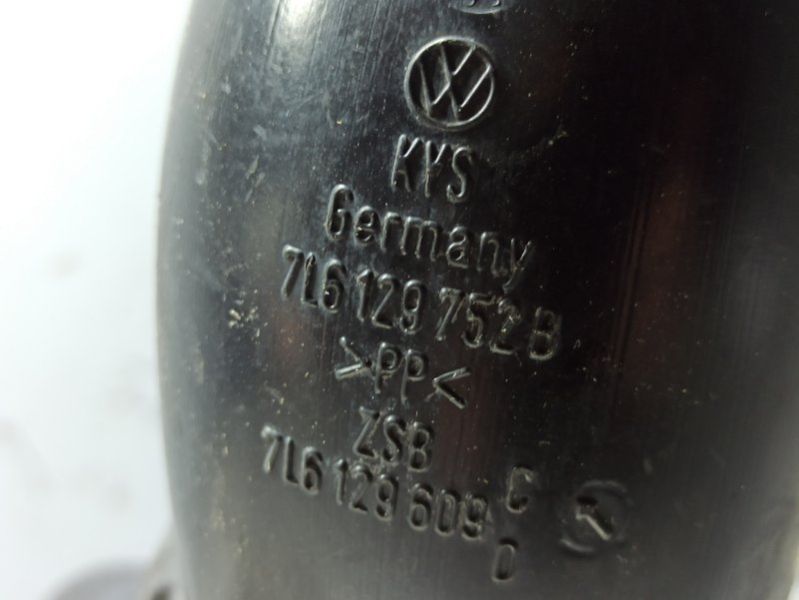 KYS
Germany
7L6 129 752 B
>PP<
ZSB
7L6 129 609 C
D